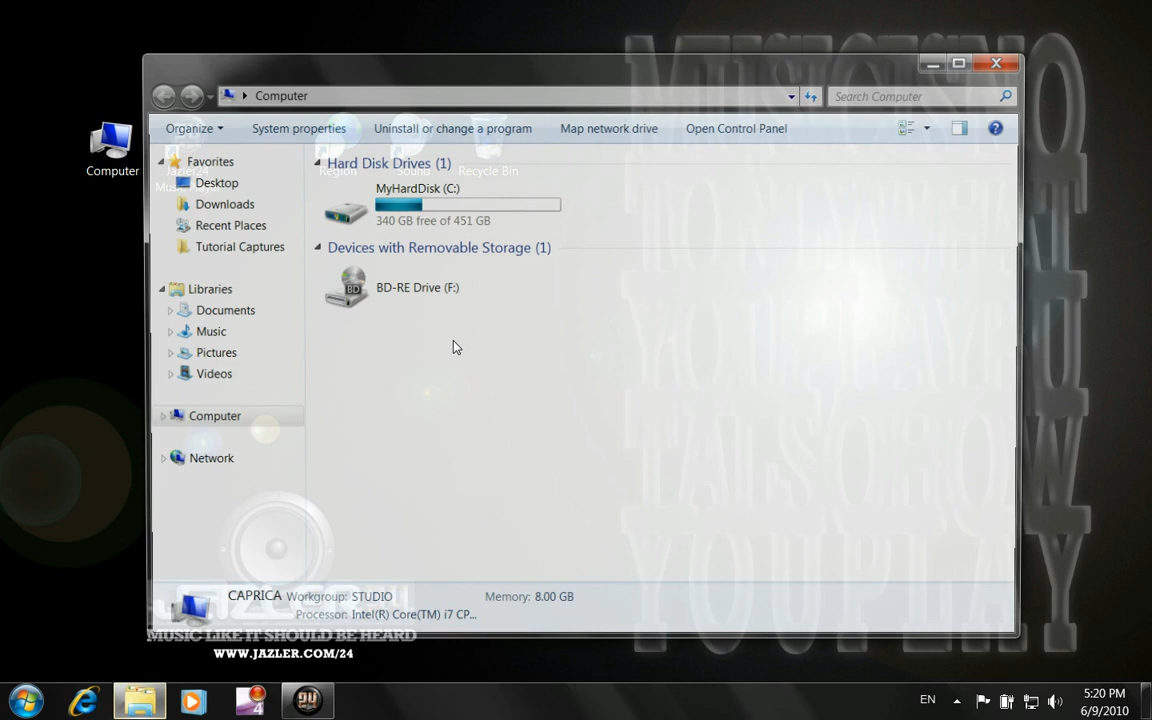 Computer
Search Computer
Organize
System properties
Uninstall or change a program
Map network drive
Open Control Panel
Computer
Jazler24
Region
Sound
Recycle Bin
Favorites
Desktop
Downloads
Recent Places
Tutorial Captures
Libraries
Documents
Music
Pictures
Videos
Computer
Network
Hard Disk Drives (1)
MyHardDisk (C:)
340 GB free of 451 GB
Devices with Removable Storage (1)
BD-RE Drive (F:)
BD
CAPRICA Workgroup: STUDIO Memory: 8.00 GB
Processor: Intel(R) Core(TM) i7 CP...
MUSIC LIKE IT SHOULD BE HEARD
WWW.JAZLER.COM/24
EN
5:20 PM
6/9/2010